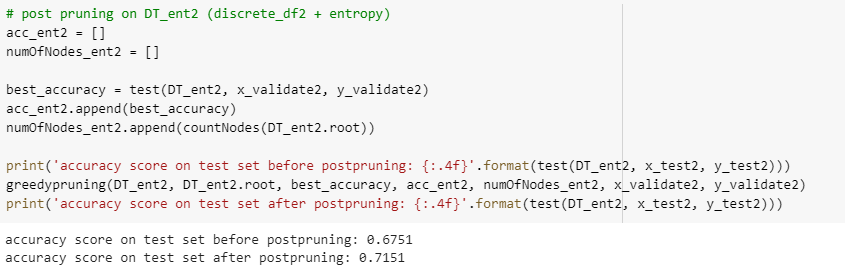 # post pruning on DT_ent2 (discrete_df2 + entropy)
acc_ent2 = []
numOfNodes_ent2 = []
best_accuracy = test(DT_ent2, x_validate2, y_validate2)
acc_ent2.append(best_accuracy)
numOfNodes_ent2.append(countNodes(DT_ent2.root))
print('accuracy score on test set before postpruning: {:.4f}'.format(test(DT_ent2, x_test2, y_test2)))
greedypruning(DT_ent2, DT_ent2.root, best_accuracy, acc_ent2, numOfNodes_ent2, x_validate2, y_validate2)
print('accuracy score on test set after postpruning: {:.4f}'.format(test(DT_ent2, x_test2, y_test2)))
accuracy score on test set before postpruning: 0.6751
accuracy score on test set after postpruning: 0.7151